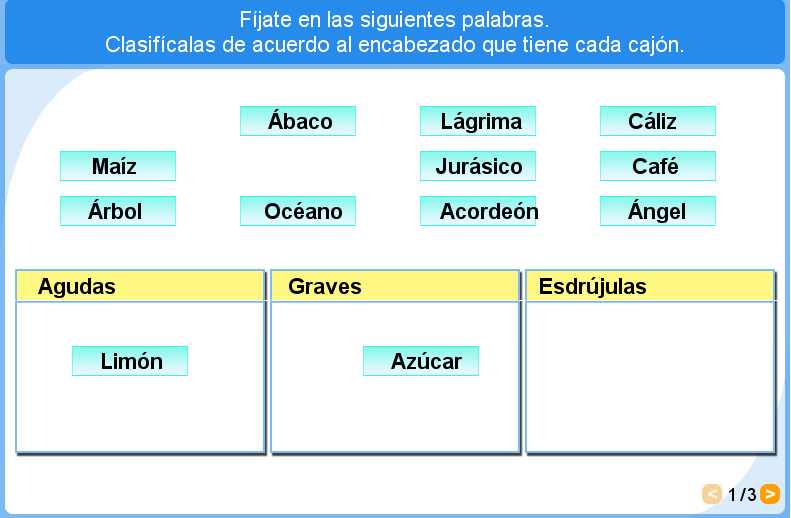 Fíjate en las siguientes palabras.
Clasifícalas de acuerdo al encabezado que tiene cada cajón.
Ábaco Lágrima Cáliz
Maíz Jurásico Café
Árbol Océano Acordeón Ángel
Agudas Graves Esdrújulas
Limón Azúcar
< 1/3 >